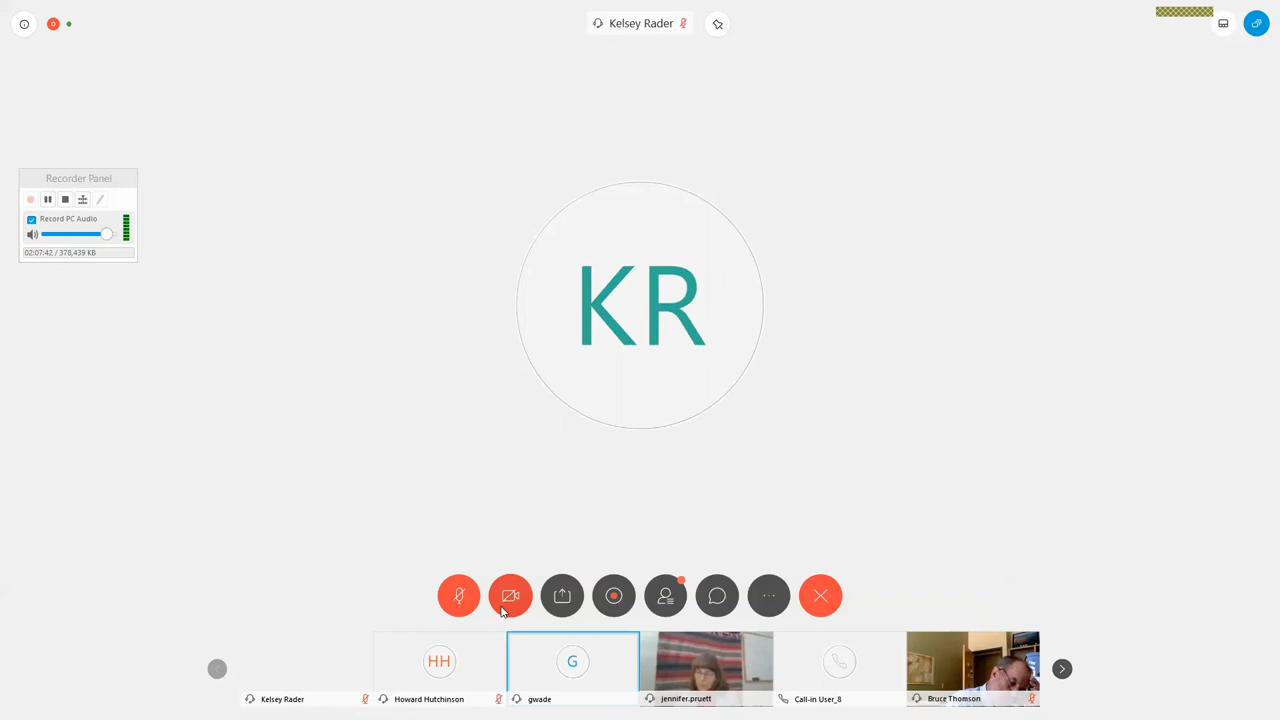 Kelsey Rader
Recorder Panel
Record PC Audio
02:07:42 / 378,439 KB
KR
HH
G
Kelsey Rader
Howard Hutchinson
gwade
jennifer.pruett
Call-in User_8
Bruce Thomson